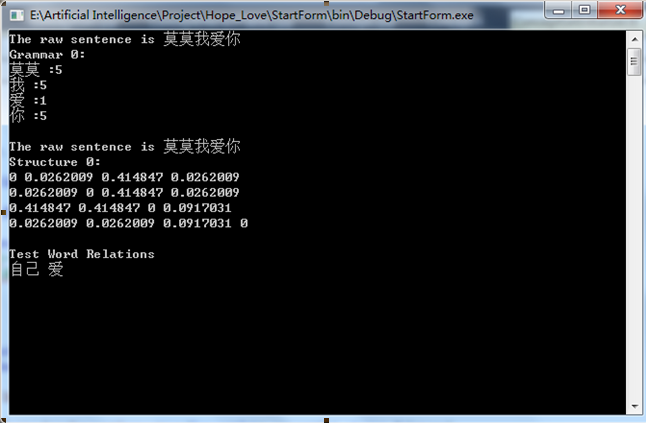 E:\Artificial Intelligence\Project\Hope_Love\StartForm\bin\Debug\StartForm.exe
The raw sentence is 莫莫我爱你
Grammar 0:
莫莫 :5
我 :5
爱 :1
你 :5
The raw sentence is 莫莫我爱你
Structure 0:
0 0.0262009 0.414847 0.0262009
0.0262009 0 0.414847 0.0262009
0.414847 0.414847 0 0.0917031
0.0262009 0.0262009 0.0917031 0
Test Word Relations
自己 爱